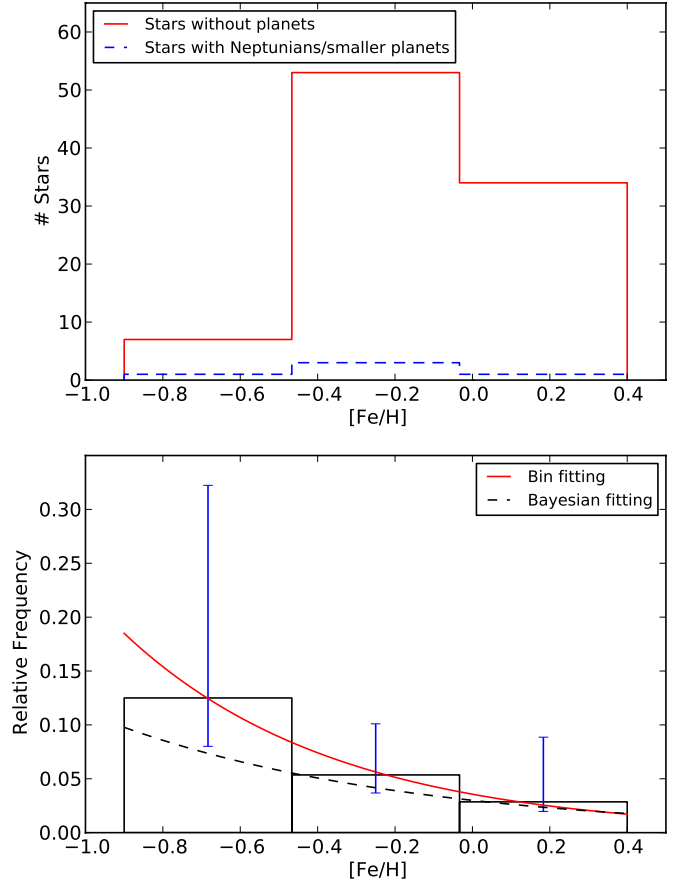 Stars without planets
Stars with Neptunians/smaller planets
60
50
40
30
20
10
0
# Stars
−1.0 −0.8 −0.6 −0.4 −0.2 0.0 0.2 0.4
[Fe/H]
Bin fitting
Bayesian fitting
0.30
0.25
0.20
0.15
0.10
0.05
0.00
Relative Frequency
−1.0 −0.8 −0.6 −0.4 −0.2 0.0 0.2 0.4
[Fe/H]